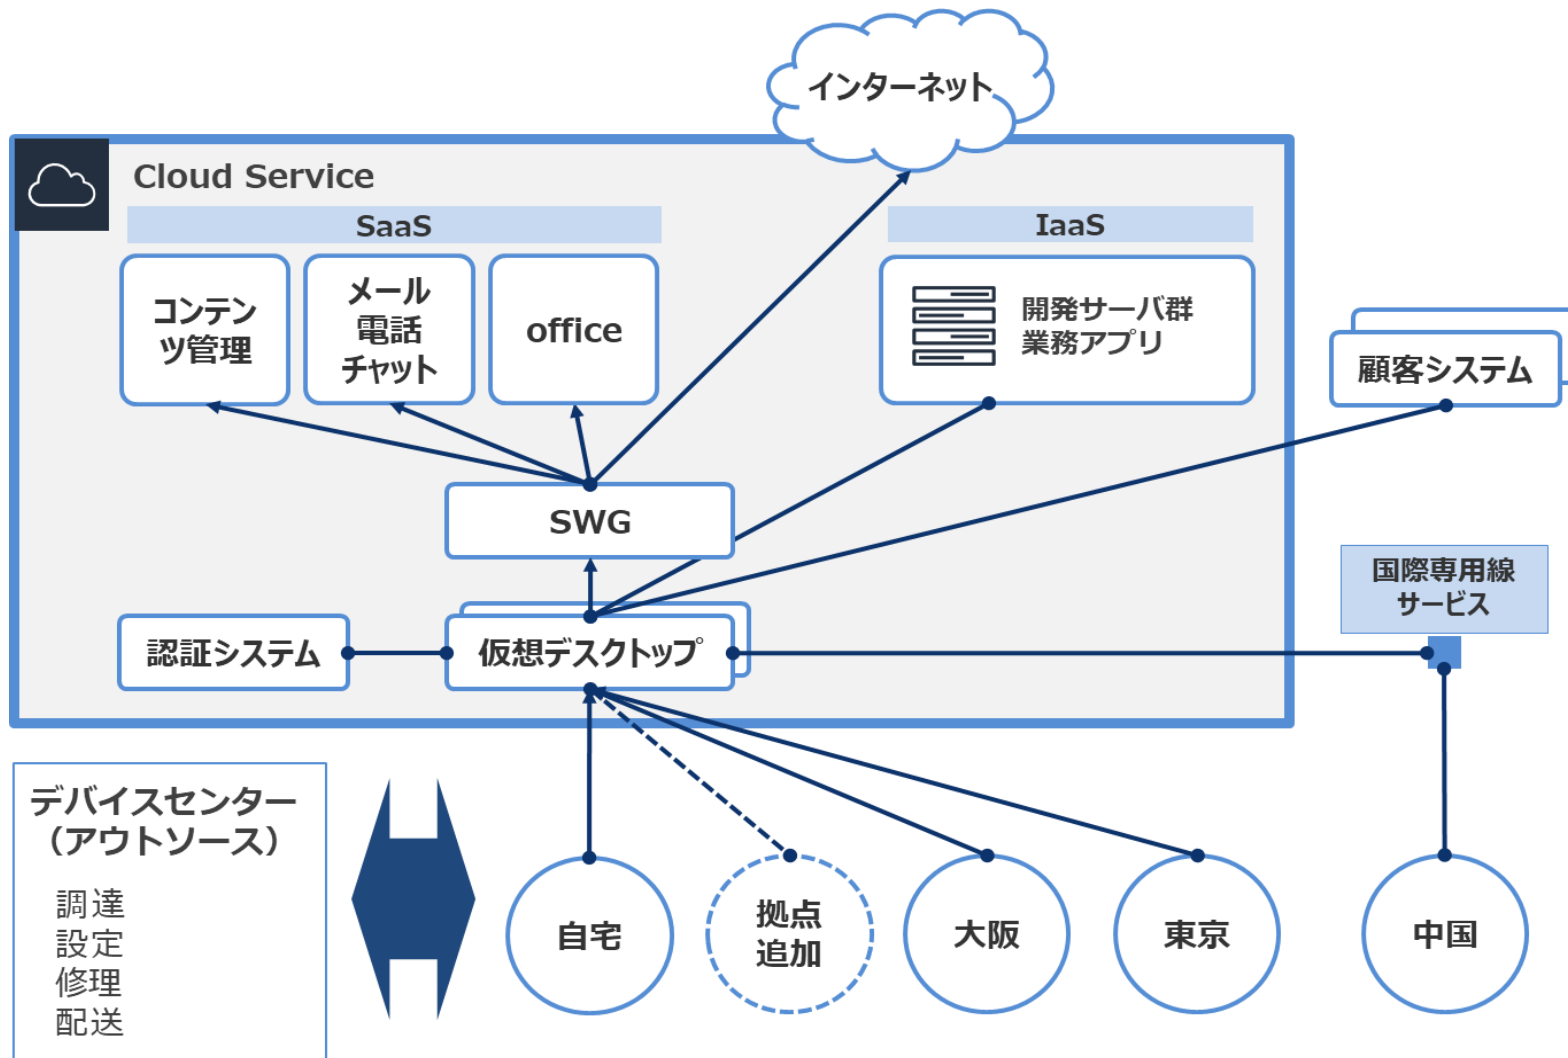 インターネット
Cloud Service
SaaS
IaaS
コンテン
ツ管理
メール
電話
チャット
office
開発サーバ群
業務アプリ
顧客システム
SWG
国際専用線
サービス
認証システム
仮想デスクトップ
デバイスセンター
（アウトソース）
調達
設定
修理
配送
自宅
拠点
追加
大阪
東京
中国